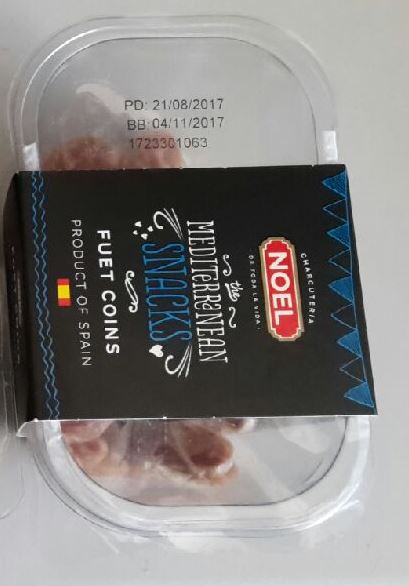 PD: 21/08/2017
BB:04/11/2017
1723301063
CHARCUTERIA
NOEL
DE TODA LA VIDA
the
MEDITERRANEAN
SNACKS
FUET COINS
PRODUCT OF SPAIN